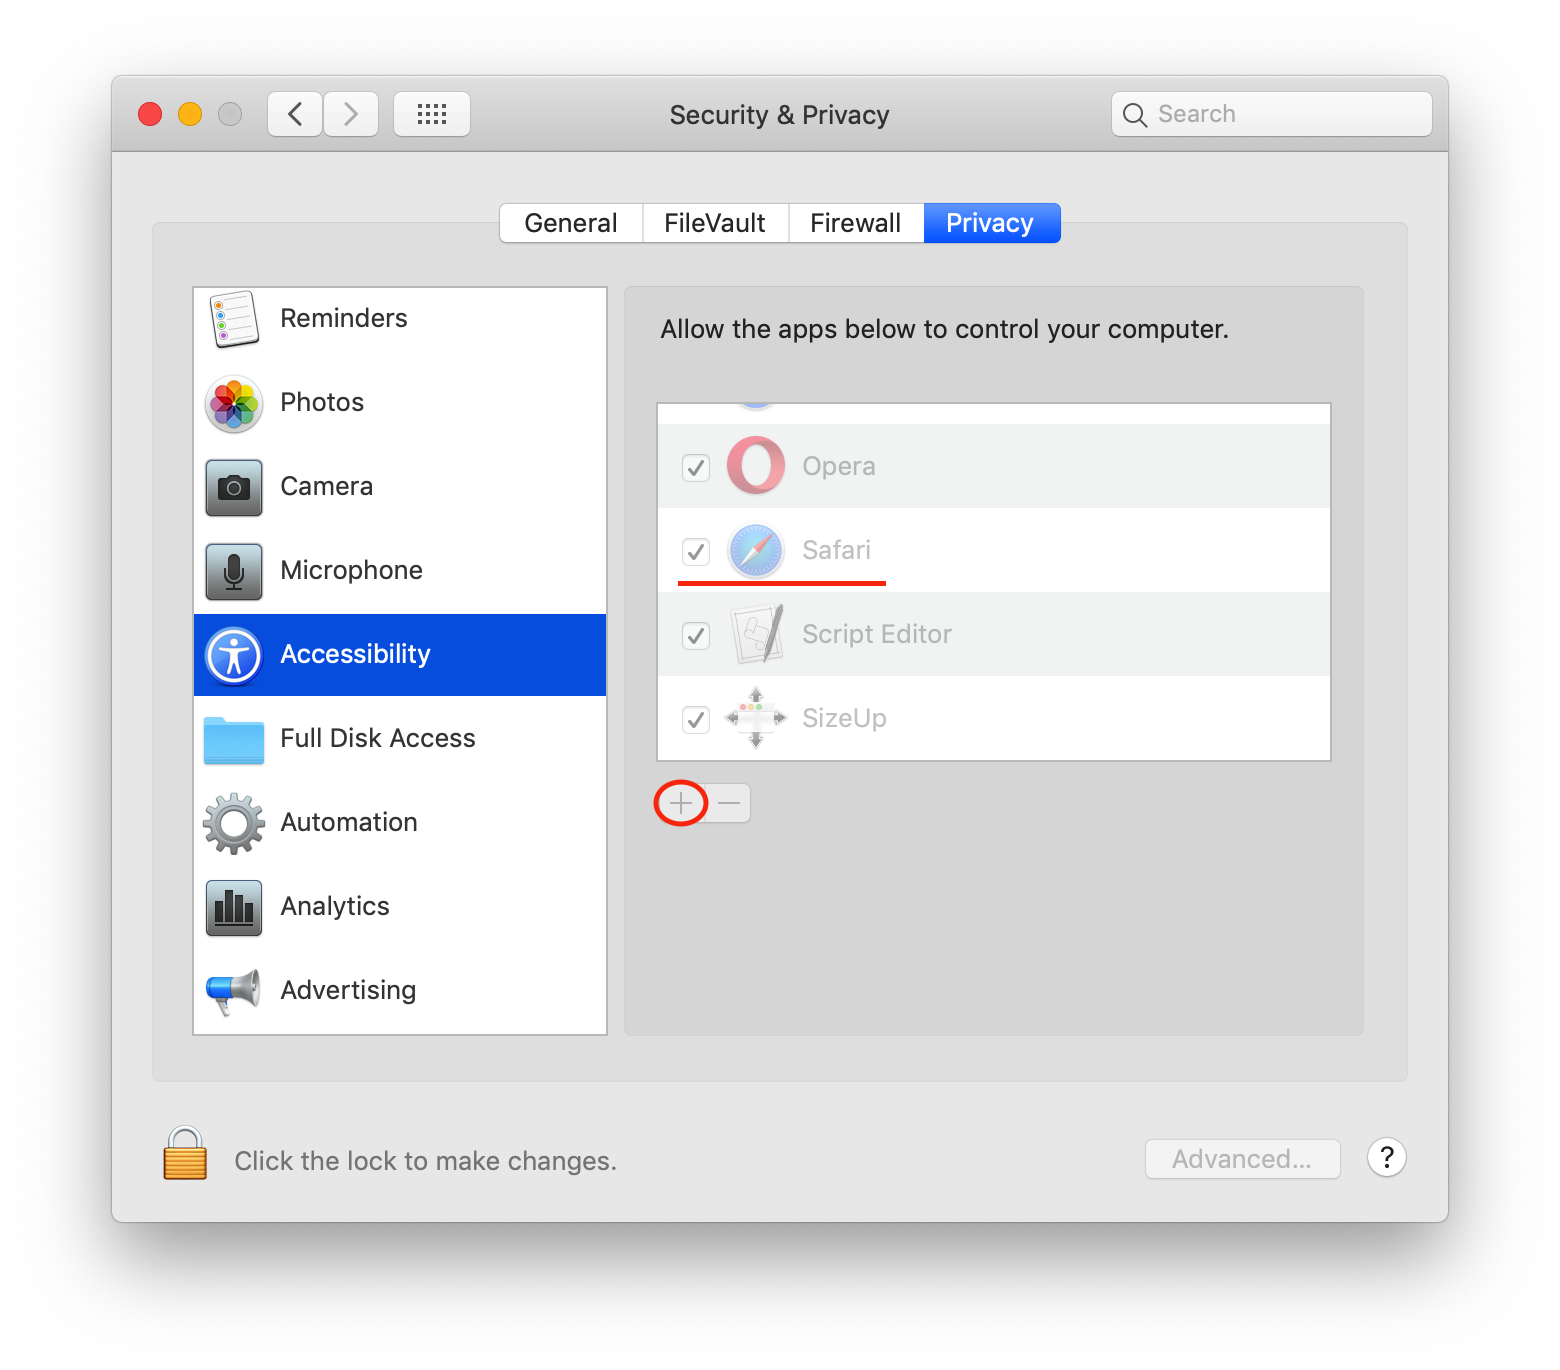 Security & Privacy
Search
General
FileVault
Firewall
Privacy
Reminders
Photos
Camera
Microphone
Accessibility
Full Disk Access
Automation
Analytics
Advertising
Allow the apps below to control your computer.
Opera
Safari
Script Editor
SizeUp
Click the lock to make changes.
Advanced...
?